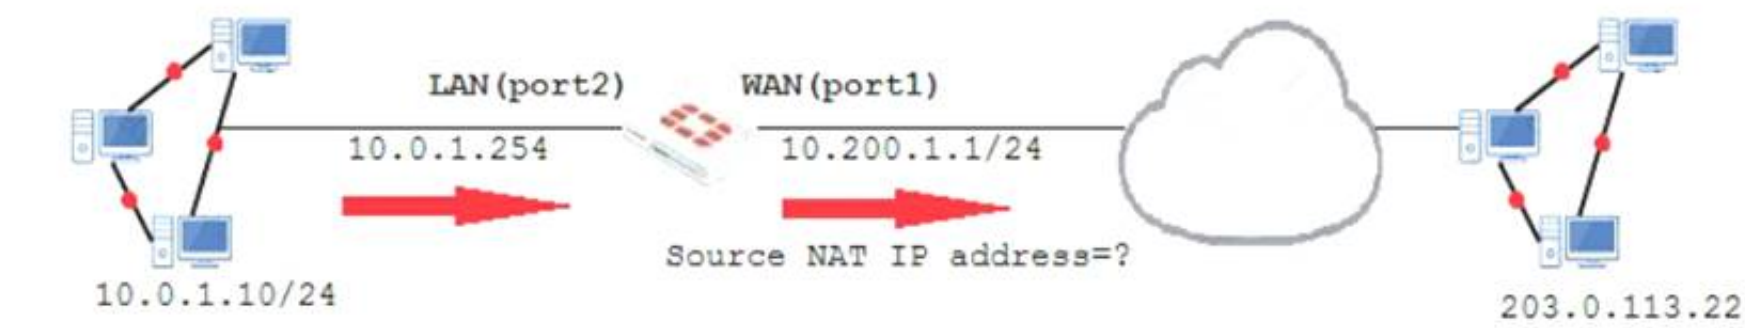 LAN(port2)
WAN(port1)
10.0.1.254
10.200.1.1/24
Source NAT IP address=?
10.0.1.10/24
203.0.113.22